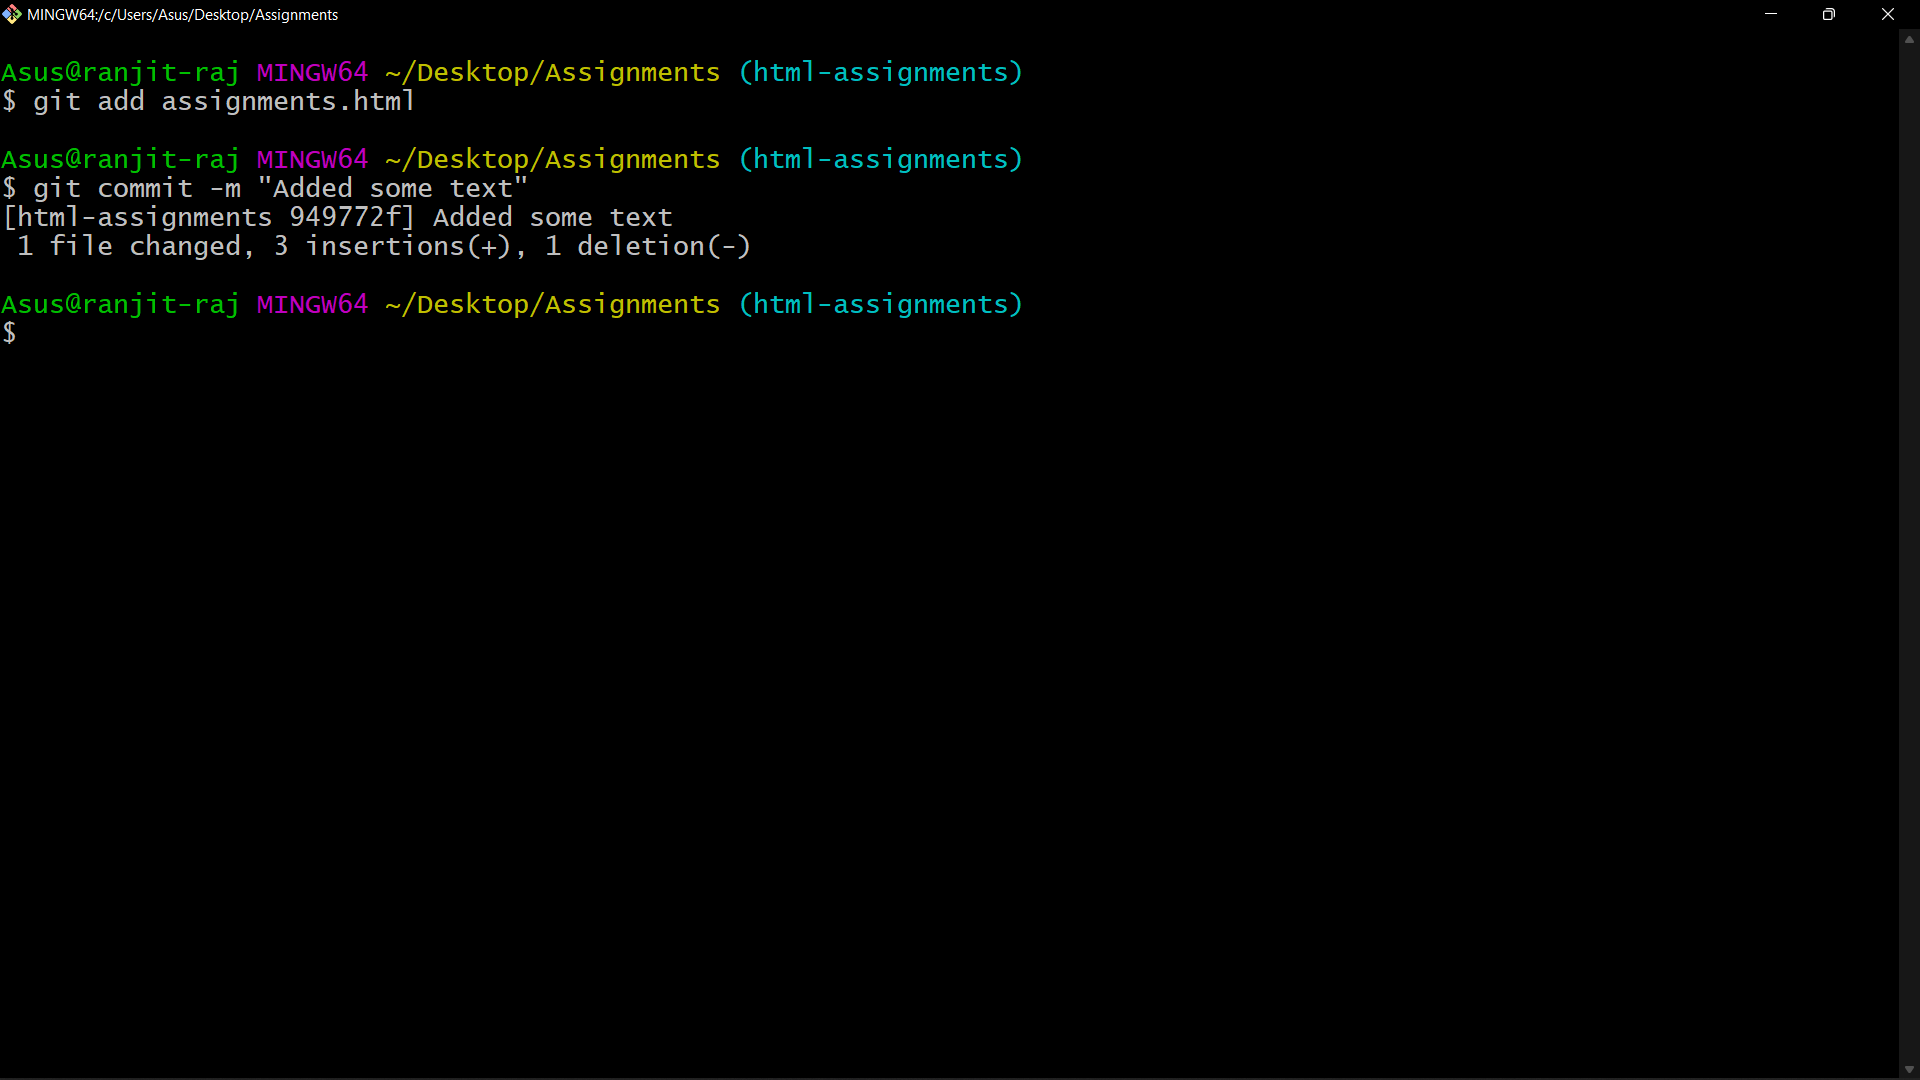 MINGW64:/c/Users/Asus/Desktop/Assignments
Asus@ranjit-raj MINGW64 ~/Desktop/Assignments (html-assignments)
$ git add assignments.html
Asus@ranjit-raj MINGW64 ~/Desktop/Assignments (html-assignments)
$ git commit -m "Added some text"
[html-assignments 949772f] Added some text
 1 file changed, 3 insertions(+), 1 deletion(-)
Asus@ranjit-raj MINGW64 ~/Desktop/Assignments (html-assignments)
$